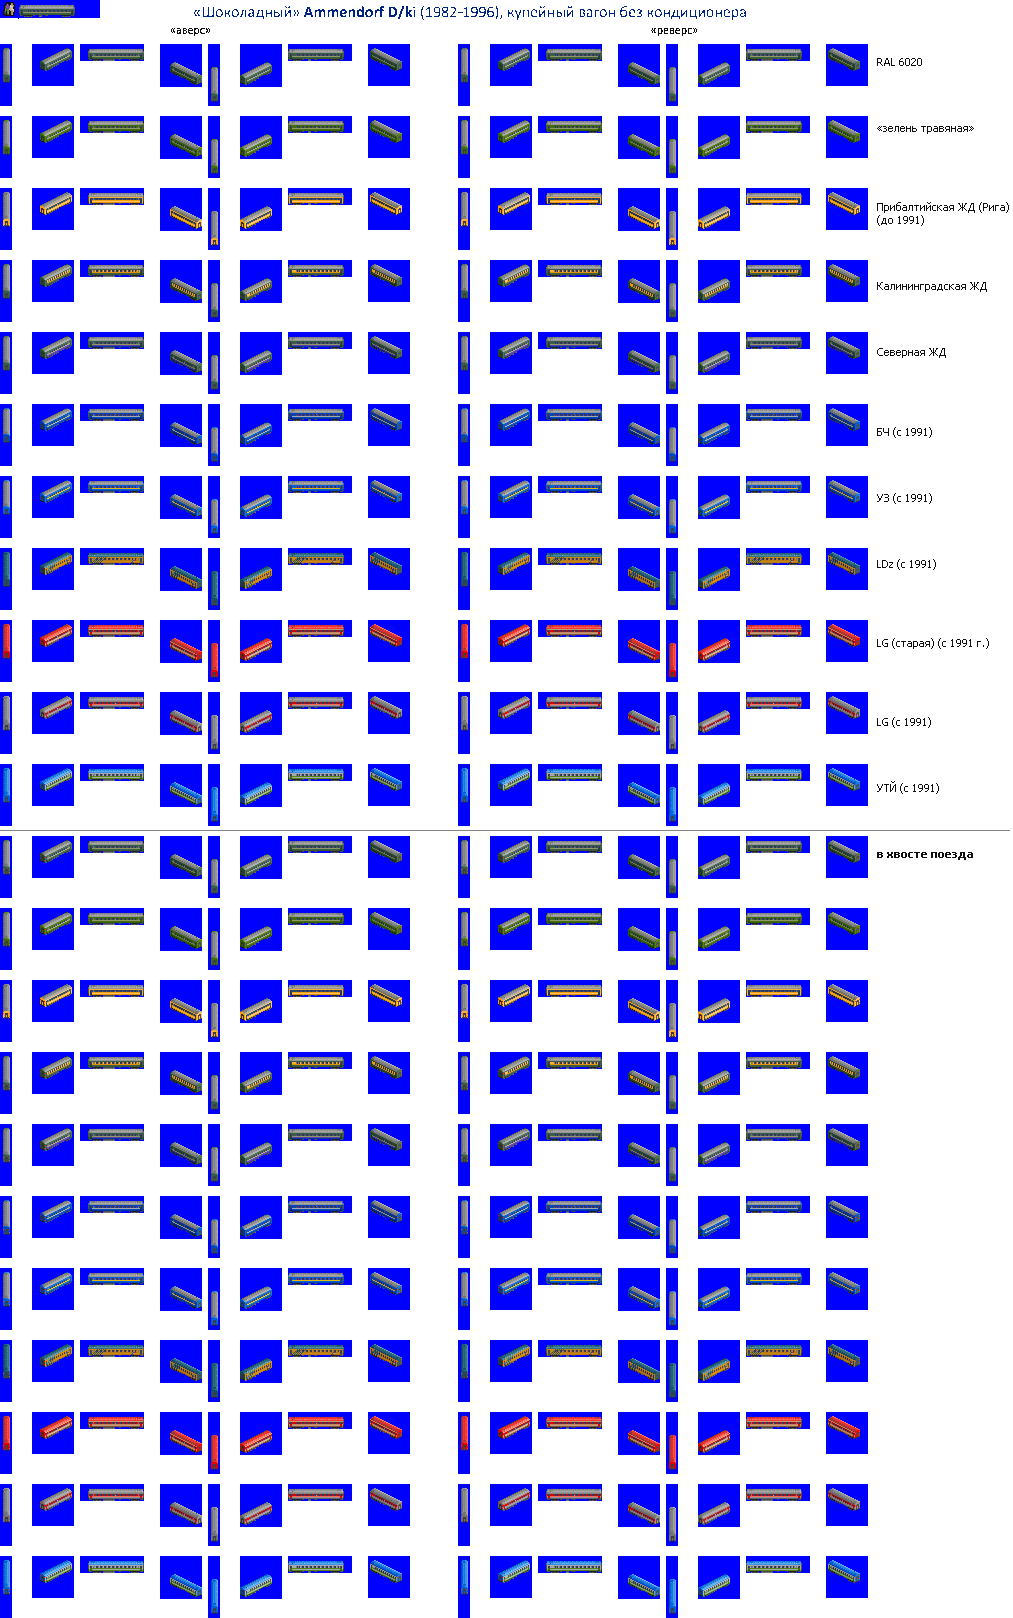 «Шоколадный» Ammendorf D/ki (1982-1996), купейный вагон без кондиционера
«аверс» «реверс»
RAL 6020
«зелень травяная»
Прибалтийская ЖД (Рига)
(до 1991)
Калининградская ЖД
Северная ЖД
БЧ (с 1991)
УЗ (с 1991)
LDz (с 1991)
LG (старая) (с 1991 г.)
LG (с 1991)
УТЙ (с 1991)
в хвосте поезда